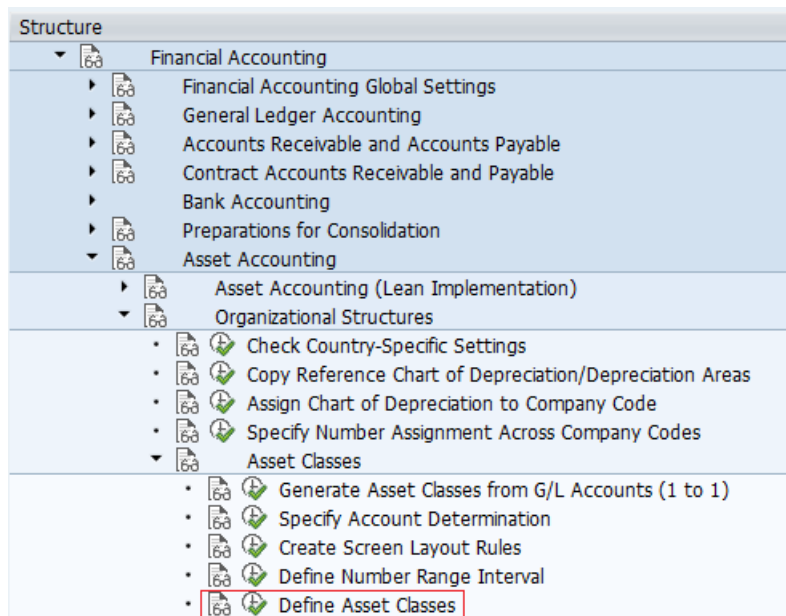 Structure
Financial Accounting
Financial Accounting Global Settings
General Ledger Accounting
Accounts Receivable and Accounts Payable
Contract Accounts Receivable and Payable
Bank Accounting
Preparations for Consolidation
Asset Accounting
Asset Accounting (Lean Implementation)
Organizational Structures
Check Country-Specific Settings
Copy Reference Chart of Depreciation/Depreciation Areas
Assign Chart of Depreciation to Company Code
Specify Number Assignment Across Company Codes
Asset Classes
Generate Asset Classes from G/L Accounts (1 to 1)
Specify Account Determination
Create Screen Layout Rules
Define Number Range Interval
Define Asset Classes